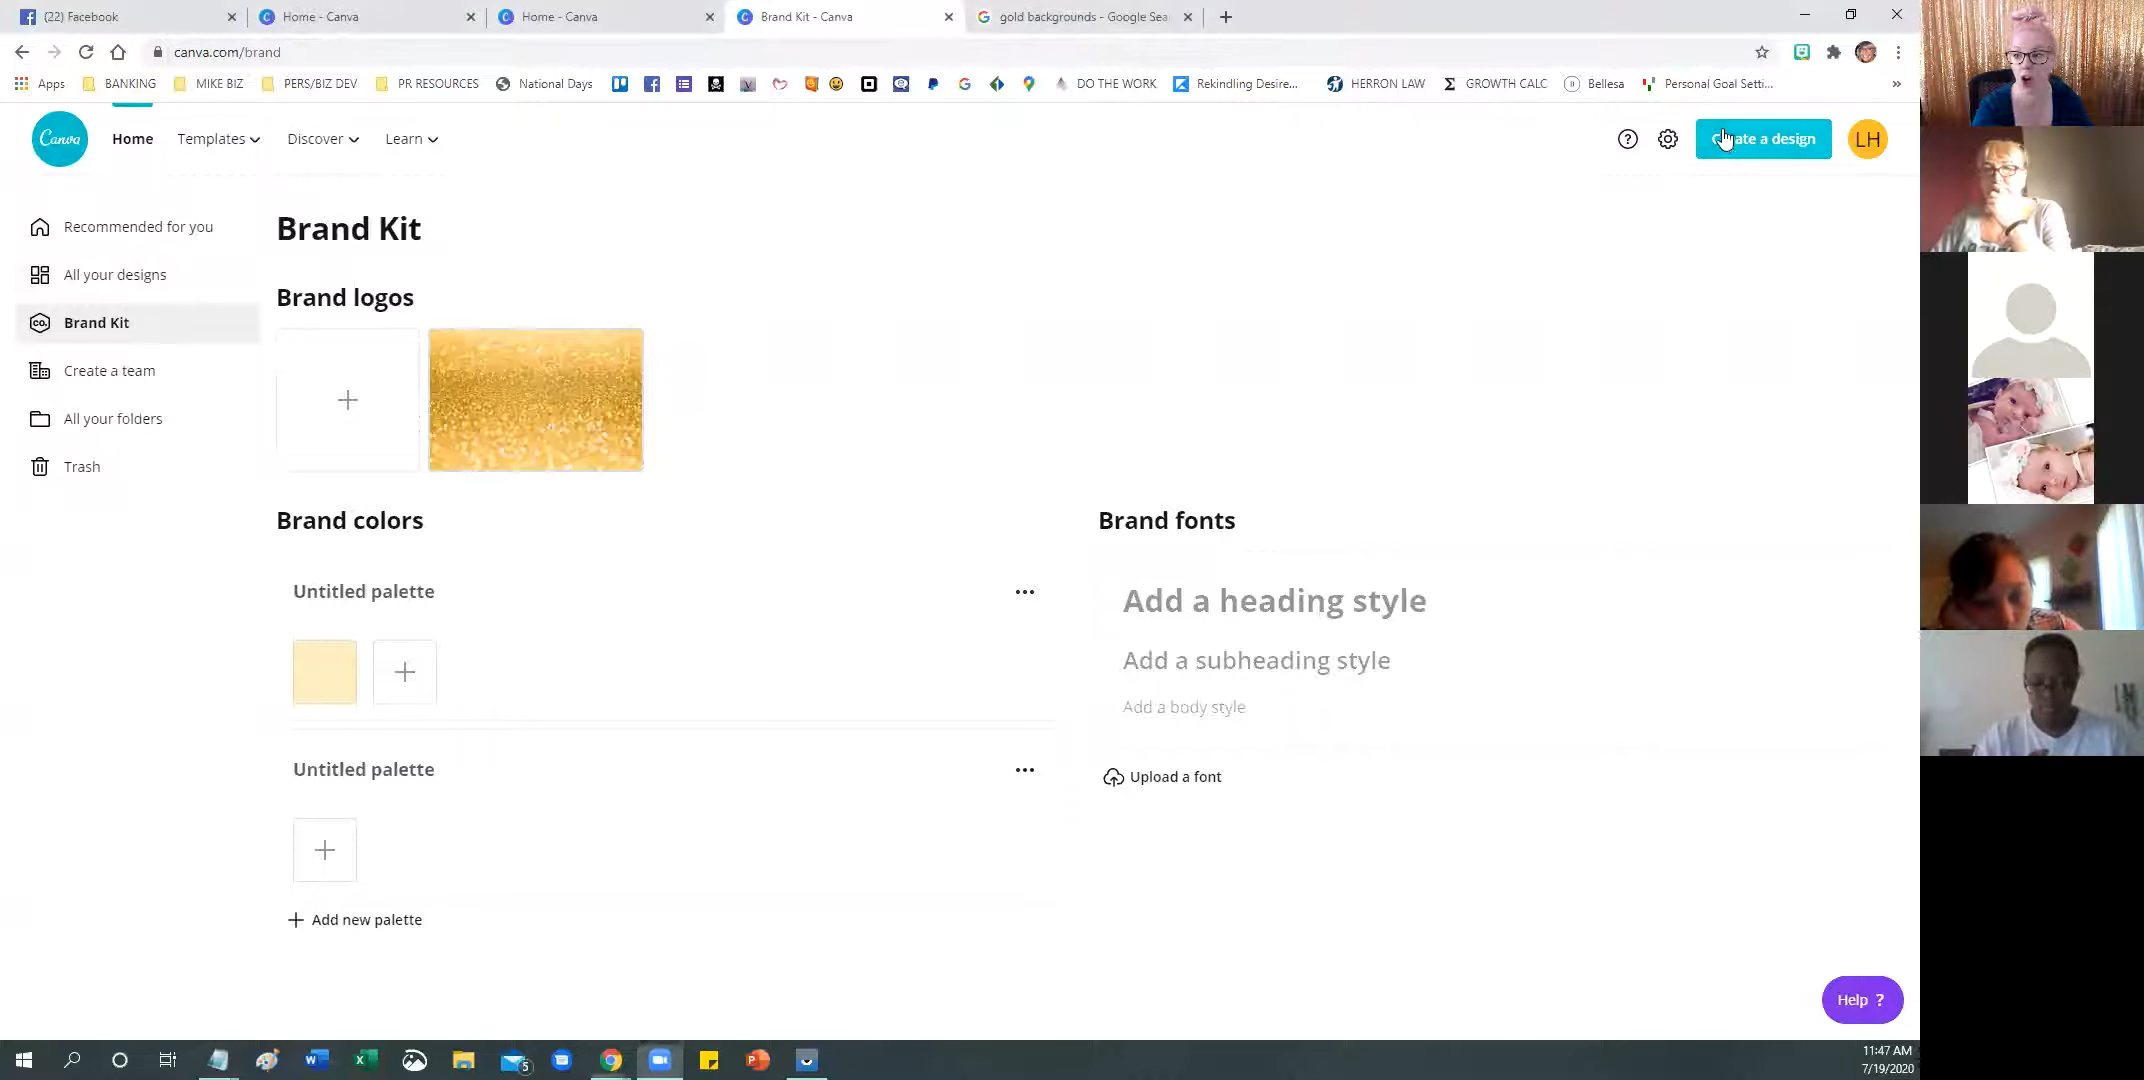 (22) Facebook
Home - Canva
Home - Canva
Brand Kit - Canva
gold backgrounds - Google Sea
canva.com/brand
Apps
BANKING
MIKE BIZ
PERS/BIZ DEV
PR RESOURCES
National Days
DO THE WORK
Rekindling Desire...
HERRON LAW
GROWTH CALC
Bellesa
Personal Goal Setti...
Canva
Home
Templates
Discover
Learn
ate a design
LH
Recommended for you
All your designs
CO.
Brand Kit
Create a team
All your folders
Trash
Brand Kit
Brand logos
Brand colors
Untitled palette
Untitled palette
Add new palette
Brand fonts
Add a heading style
Add a subheading style
Add a body style
Upload a font
Help ?
5
11:47 AM
7/19/2020